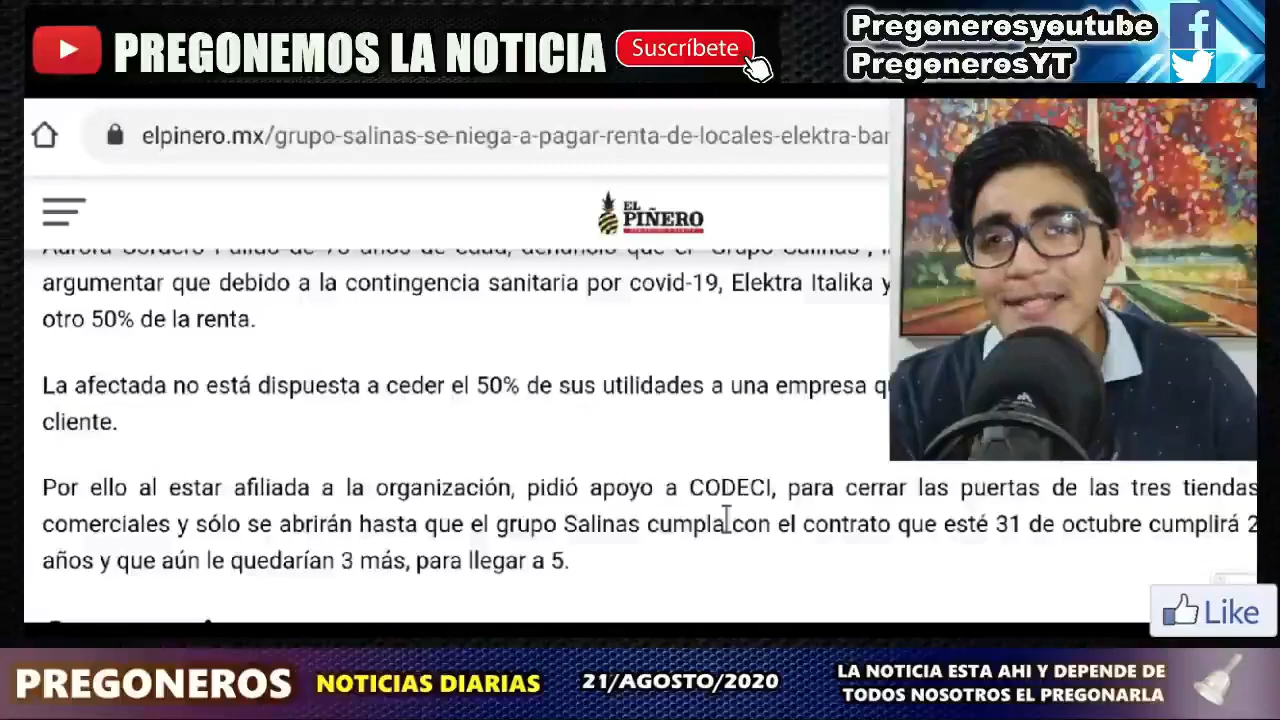 PREGONEMOS LA NOTICIA
Suscríbete
Pregonerosyoutube
PregonerosYT
elpinero.mx/grupo-salinas-se-niega-a-pagar-renta-de-locales-elektra-bar
EL
PIÑERO
argumentar que debido a la contingencia sanitaria por covid-19, Elektra Italika y
otro 50% de la renta.
La afectada no está dispuesta a ceder el 50% de sus utilidades a una empresa q
cliente.
Por ello al estar afiliada a la organización, pidió apoyo a CODECI, para cerrar las puertas de las tres tiendas
comerciales y sólo se abrirán hasta que el grupo Salinas cumpla con el contrato que esté 31 de octubre cumplirá 2
años y que aún le quedarían 3 más, para llegar a 5.
Like
PREGONEROS NOTICIAS DIARIAS 21/AGOSTO/2020
LA NOTICIA ESTA AHI Y DEPENDE DE
TODOS NOSOTROS EL PREGONARLA